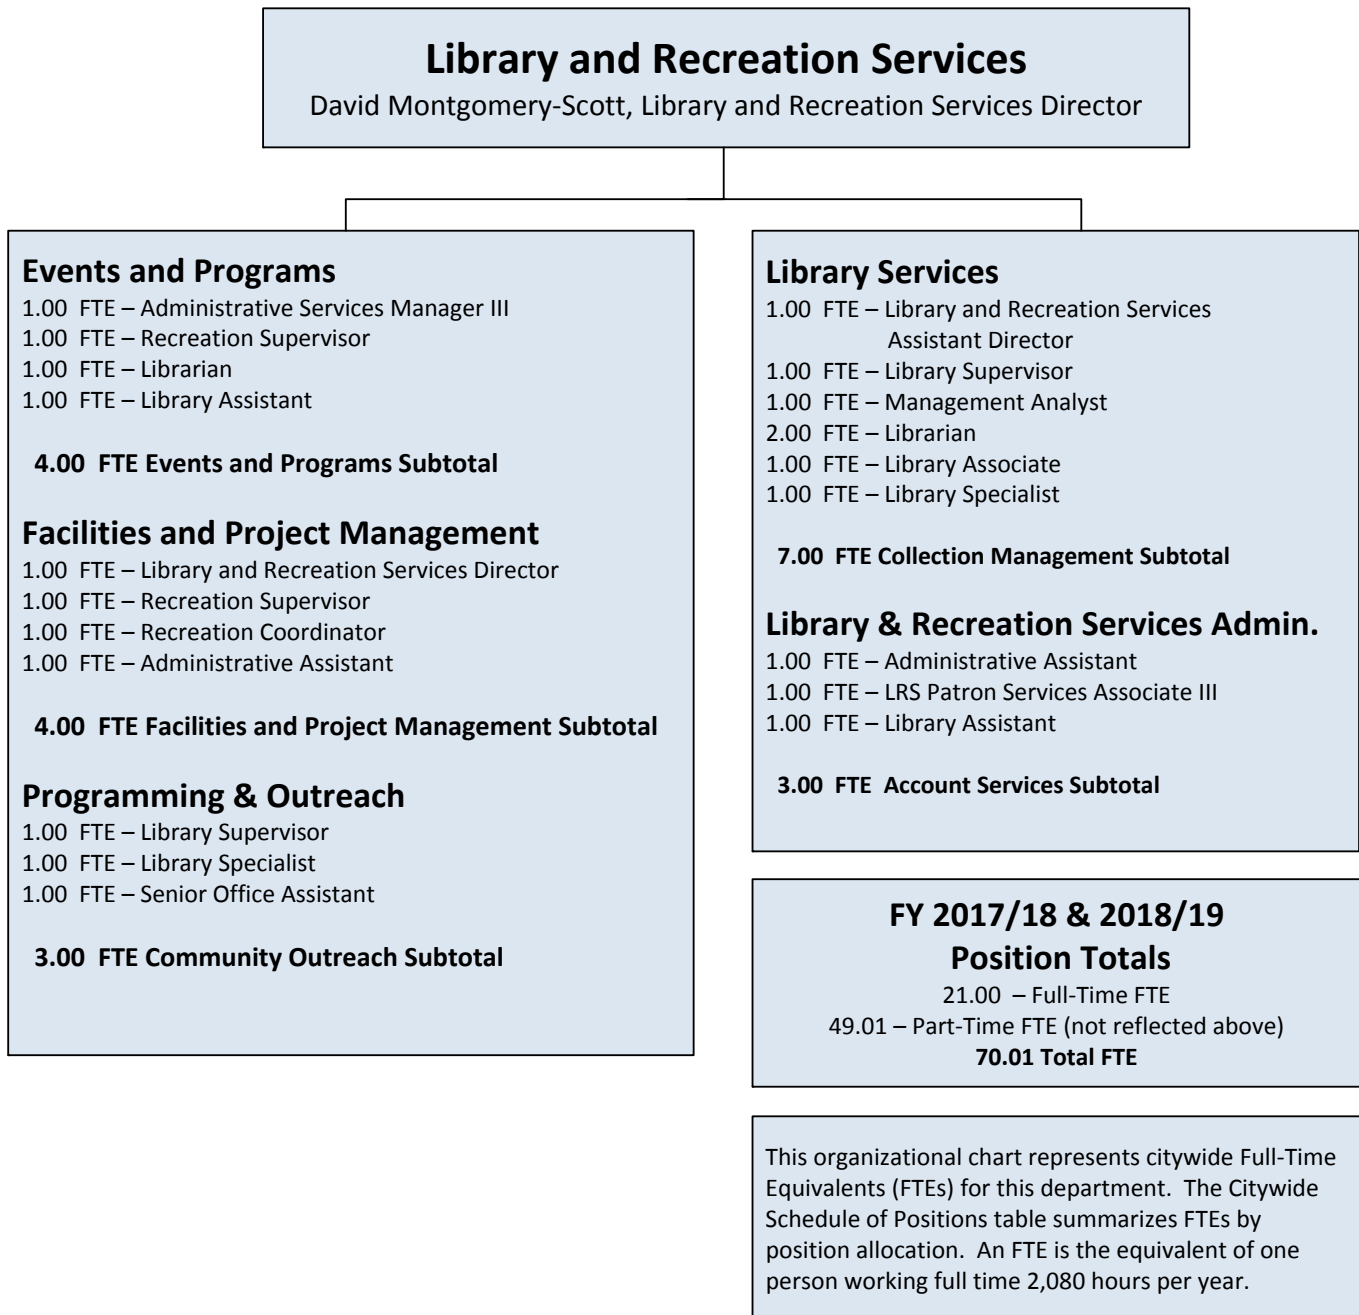 Library and Recreation Services
David Montgomery-Scott, Library and Recreation Services Director
Events and Programs
1.00 FTE – Administrative Services Manager III
1.00 FTE – Recreation Supervisor
1.00 FTE – Librarian
1.00 FTE – Library Assistant
4.00 FTE Events and Programs Subtotal
Facilities and Project Management
1.00 FTE – Library and Recreation Services Director
1.00 FTE – Recreation Supervisor
1.00 FTE – Recreation Coordinator
1.00 FTE – Administrative Assistant
4.00 FTE Facilities and Project Management Subtotal
Programming & Outreach
1.00 FTE – Library Supervisor
1.00 FTE – Library Specialist
1.00 FTE – Senior Office Assistant
3.00 FTE Community Outreach Subtotal
Library Services
1.00 FTE – Library and Recreation Services
Assistant Director
1.00 FTE – Library Supervisor
1.00 FTE – Management Analyst
2.00 FTE – Librarian
1.00 FTE – Library Associate
1.00 FTE – Library Specialist
7.00 FTE Collection Management Subtotal
Library & Recreation Services Admin.
1.00 FTE – Administrative Assistant
1.00 FTE – LRS Patron Services Associate III
1.00 FTE – Library Assistant
3.00 FTE Account Services Subtotal
FY 2017/18 & 2018/19
Position Totals
21.00 – Full-Time FTE
49.01 – Part-Time FTE (not reflected above)
70.01 Total FTE
This organizational chart represents citywide Full-Time
Equivalents (FTEs) for this department. The Citywide
Schedule of Positions table summarizes FTEs by
position allocation. An FTE is the equivalent of one
person working full time 2,080 hours per year.